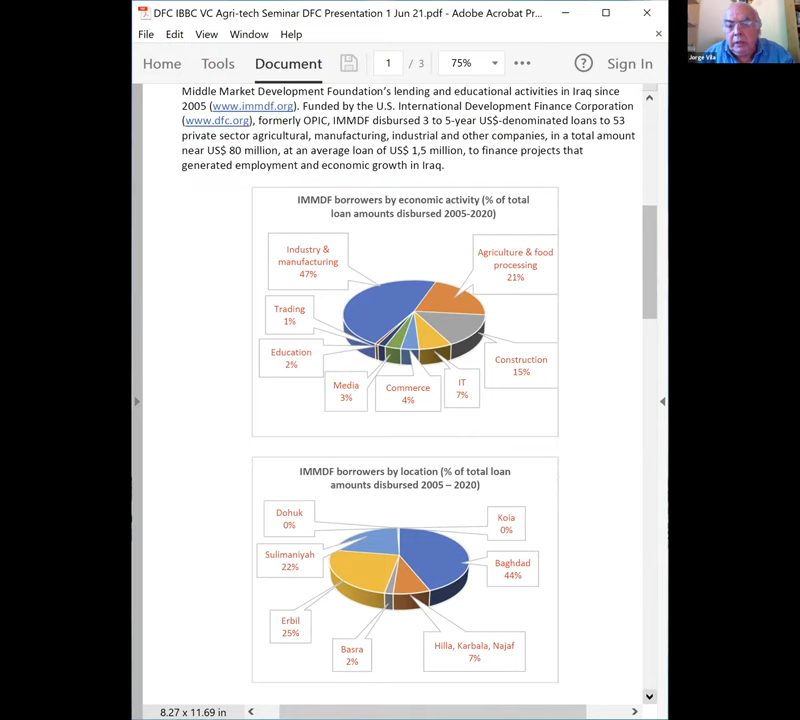 DFC IBBC VC Agri-tech Seminar DFC Presentation 1 Jun 21.pdf - Adobe Acrobat Pr...
File Edit View Window Help
Home Tools Document 1 / 3 75% Sign In
Jorge Vila
Middle Market Development Foundation's lending and educational activities in Iraq since
2005 (www.immdf.org). Funded by the U.S. International Development Finance Corporation
(www.dfc.org), formerly OPIC, IMMDF disbursed 3 to 5-year US$-denominated loans to 53
private sector agricultural, manufacturing, industrial and other companies, in a total amount
near US$ 80 million, at an average loan of US$ 1,5 million, to finance projects that
generated employment and economic growth in Iraq.
IMMDF borrowers by economic activity (% of total
loan amounts disbursed 2005-2020)
Industry &
manufacturing
47%
Agriculture & food
processing
21%
Trading
1%
Education
2%
Construction
15%
Media
3%
Commerce
4%
IT
7%
IMMDF borrowers by location (% of total loan
amounts disbursed 2005 – 2020)
Dohuk
0%
Koia
0%
Sulimaniyah
22%
Baghdad
44%
Erbil
25%
Basra
2%
Hilla, Karbala, Najaf
7%
8.27 x 11.69 in